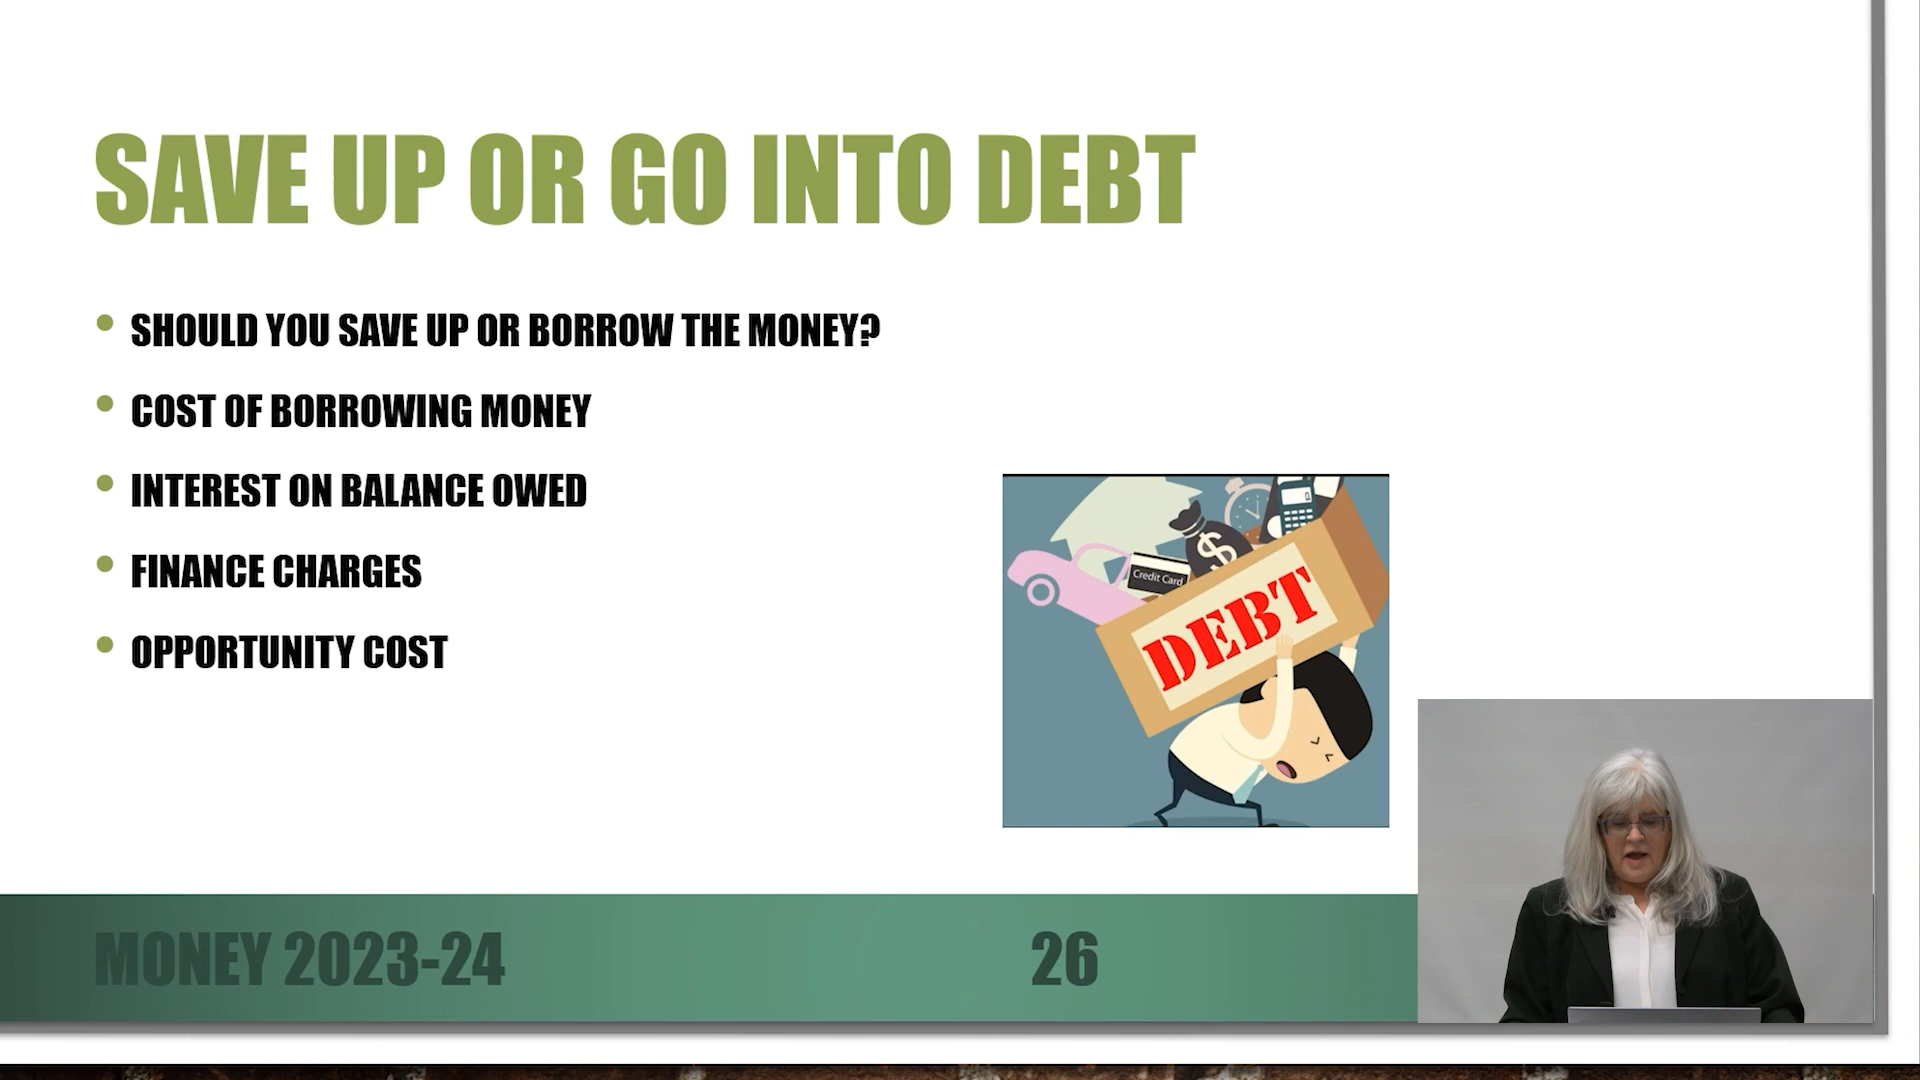 SAVE UP OR GO INTO DEBT
SHOULD YOU SAVE UP OR BORROW THE MONEY?
COST OF BORROWING MONEY
INTEREST ON BALANCE OWED
FINANCE CHARGES
OPPORTUNITY COST
$
Credit Card
DEBT
MONEY 2023-24
26